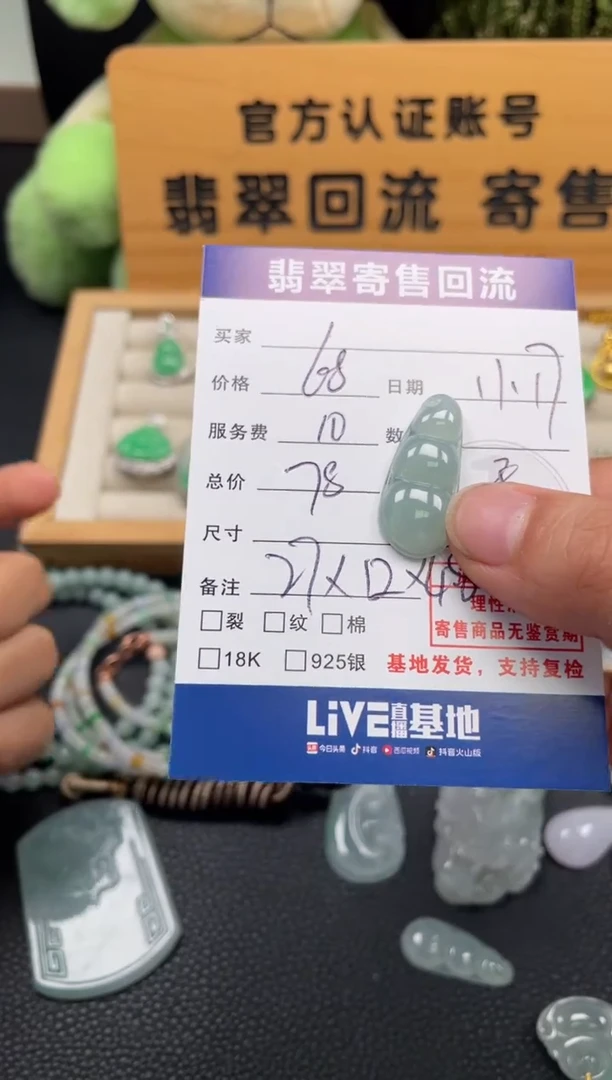 官方认证账号
翡翠回流 寄售
翡翠寄售回流
买家
价格 68 日期
服务费 10 数
总价 78
尺寸
备注 27×12×
理性
寄售商品无鉴赏期
裂 纹 棉
18K 925银 基地发货，支持复检
LiVE直播基地
今日头条 抖音 西瓜视频 抖音火山版